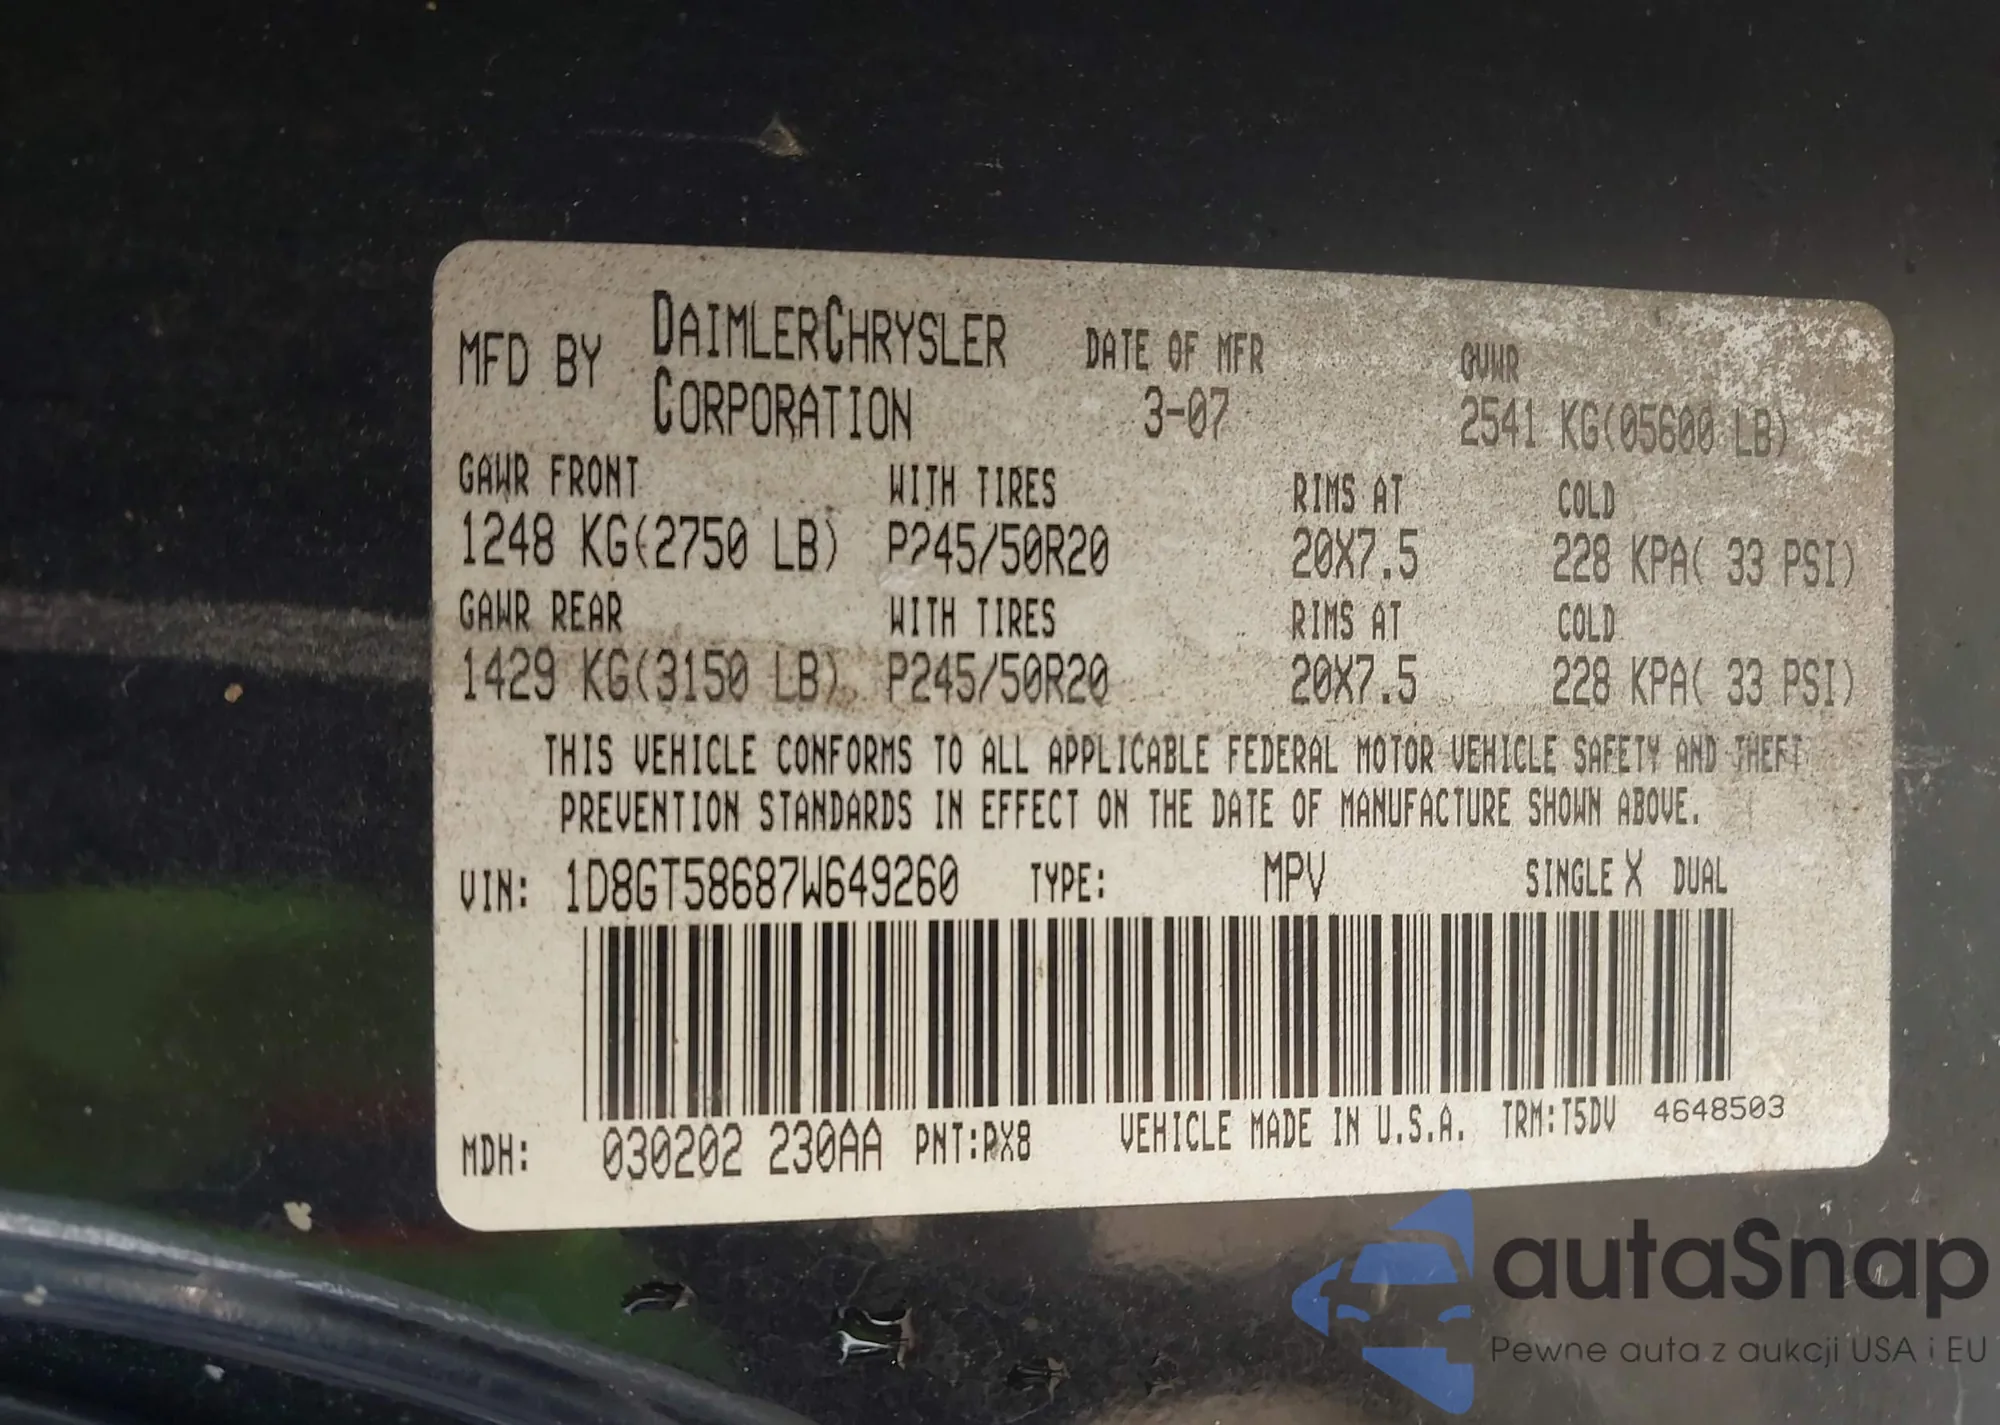 MFD BY DAIMLERCHRYSLER CORPORATION DATE OF MFR 3-07 GVWR 2541 KG(05600 LB)
GAWR FRONT WITH TIRES RIMS AT COLD
1248 KG(2750 LB) P245/50R20 20X7.5 228 KPA( 33 PSI)
GAWR REAR WITH TIRES RIMS AT COLD
1429 KG(3150 LB) P245/50R20 20X7.5 228 KPA( 33 PSI)
THIS VEHICLE CONFORMS TO ALL APPLICABLE FEDERAL MOTOR VEHICLE SAFETY AND THEFT
PREVENTION STANDARDS IN EFFECT ON THE DATE OF MANUFACTURE SHOWN ABOVE.
VIN: 1D8GT58687W649260 TYPE: MPV SINGLE X DUAL
MDH: 030202 230AA PNT:PX8 VEHICLE MADE IN U.S.A. TRM:T5DV 4648503
autaSnap
Pewne auta z aukcji USA i EU